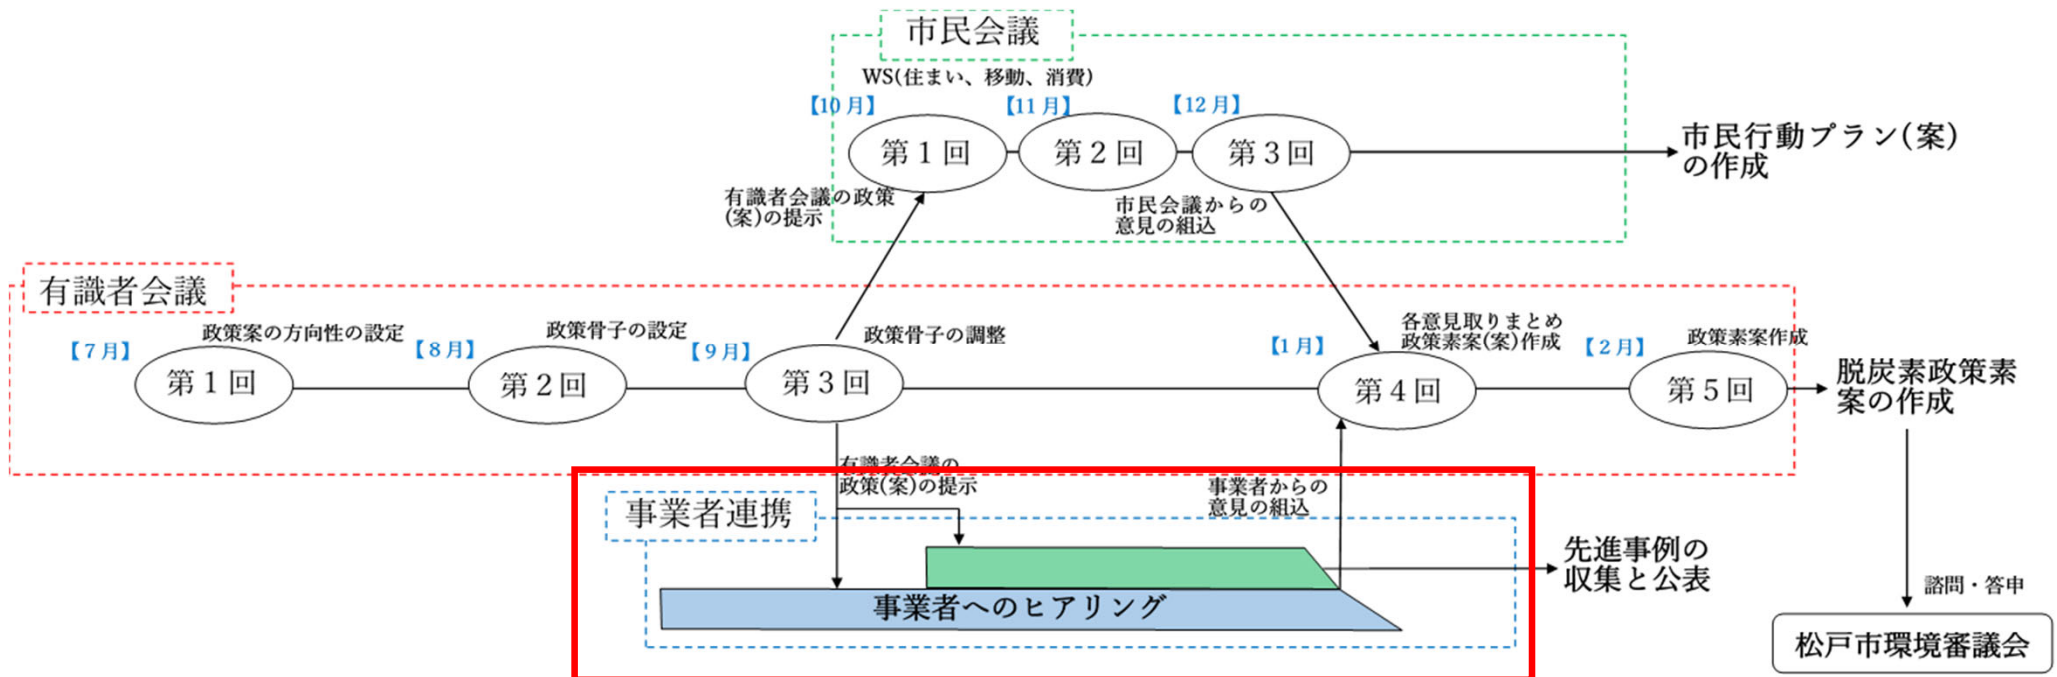 市民会議
WS(住まい、移動、消費)
【10月】
【11月】
【12月】
第1回
第2回
第3回
市民行動プラン(案)
の作成
有識者会議の政策
(案)の提示
市民会議からの
意見の組込
有識者会議
政策案の方向性の設定
政策骨子の設定
政策骨子の調整
各意見取りまとめ
政策素案(案)作成
政策素案作成
【7月】
【8月】
【9月】
【1月】
【2月】
第1回
第2回
第3回
第4回
第5回
脱炭素政策素
案の作成
有識者会議の
政策(案)の提示
事業者からの
意見の組込
事業者連携
事業者へのヒアリング
先進事例の
収集と公表
諮問・答申
松戸市環境審議会